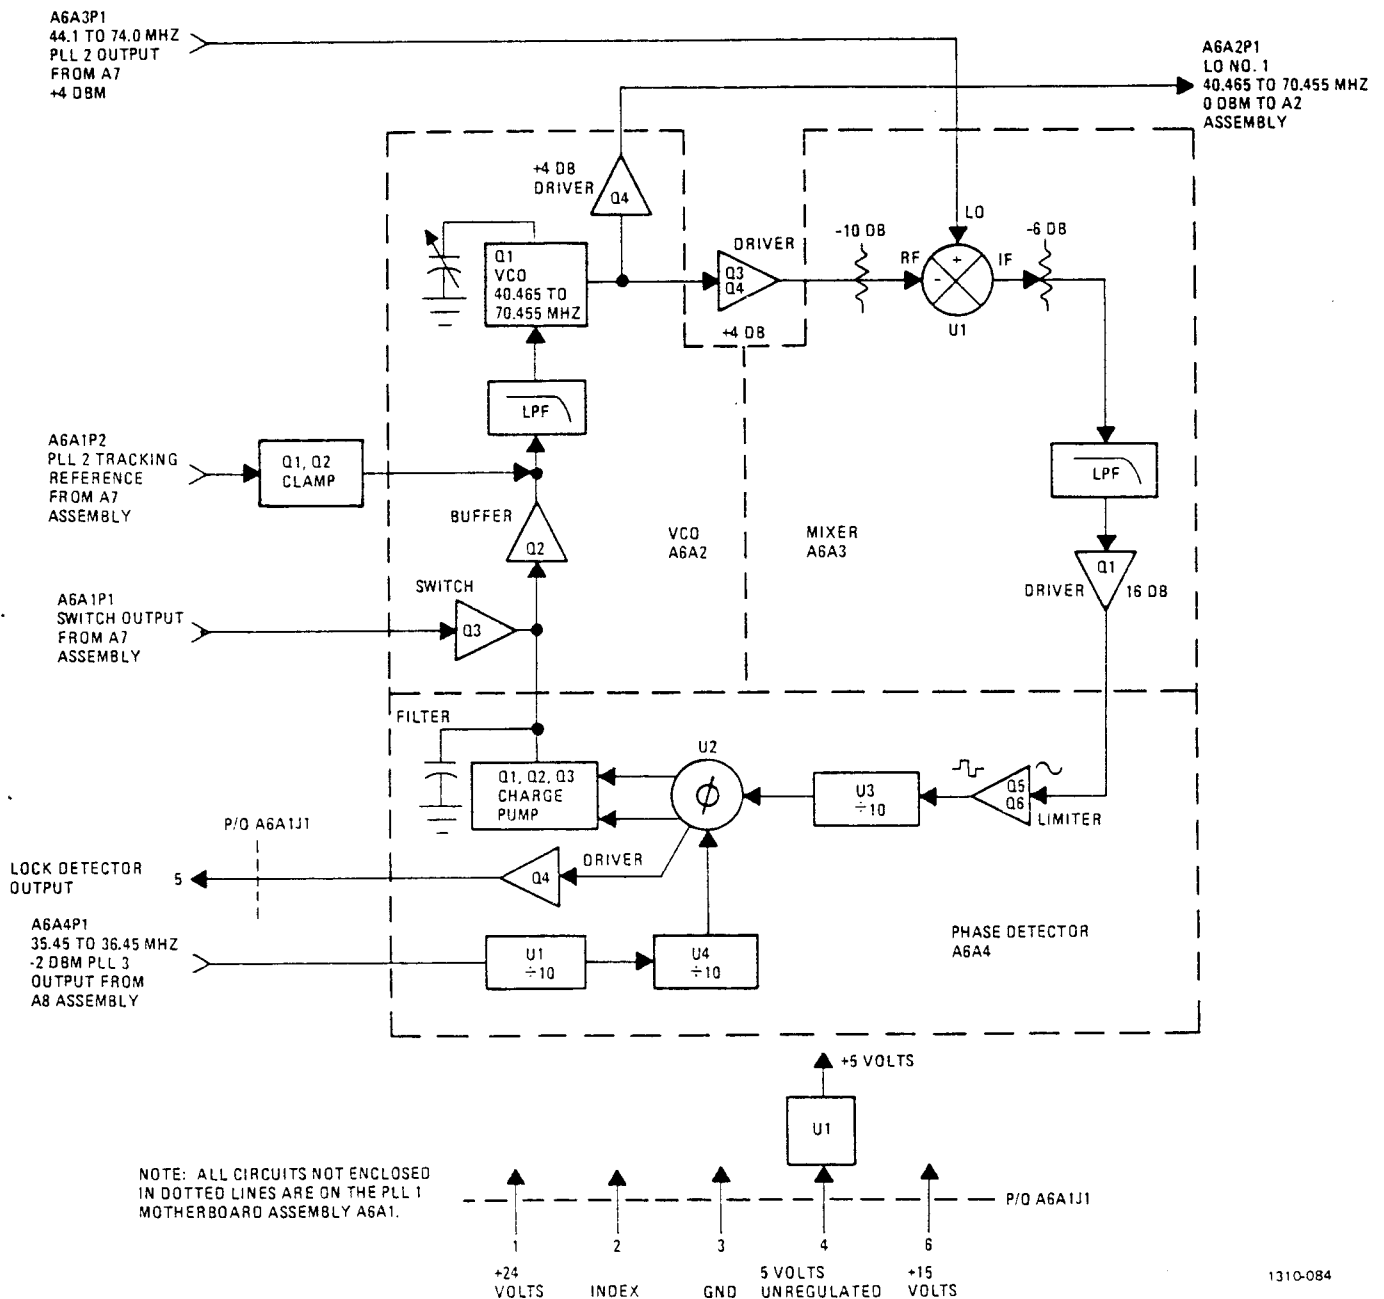 A6A3P1
44.1 TO 74.0 MHZ
PLL 2 OUTPUT
FROM A7
+4 DBM
A6A2P1
LO NO. 1
40.465 TO 70.455 MHZ
0 DBM TO A2
ASSEMBLY
+4 DB
DRIVER
Q4
Q1
VCO
40.465 TO
70.455 MHZ
DRIVER
Q3
Q4
+4 DB
-10 DB
RF
LO
+
-
IF
U1
-6 DB
LPF
LPF
A6A1P2
PLL 2 TRACKING
REFERENCE
FROM A7
ASSEMBLY
Q1, Q2
CLAMP
BUFFER
Q2
VCO
A6A2
MIXER
A6A3
Q1
DRIVER
16 DB
A6A1P1
SWITCH OUTPUT
FROM A7
ASSEMBLY
SWITCH
Q3
FILTER
Q1, Q2, Q3
CHARGE
PUMP
U2
ϕ
U3
÷10
Q5
Q6
LIMITER
P/O A6A1J1
LOCK DETECTOR
OUTPUT
5
DRIVER
Q4
A6A4P1
35.45 TO 36.45 MHZ
-2 DBM PLL 3
OUTPUT FROM
A8 ASSEMBLY
U1
÷10
U4
÷10
PHASE DETECTOR
A6A4
+5 VOLTS
U1
NOTE: ALL CIRCUITS NOT ENCLOSED
IN DOTTED LINES ARE ON THE PLL 1
MOTHERBOARD ASSEMBLY A6A1.
P/O A6A1J1
1
2
3
4
6
+24
VOLTS
INDEX
GND
5 VOLTS
UNREGULATED
+15
VOLTS
1310-084